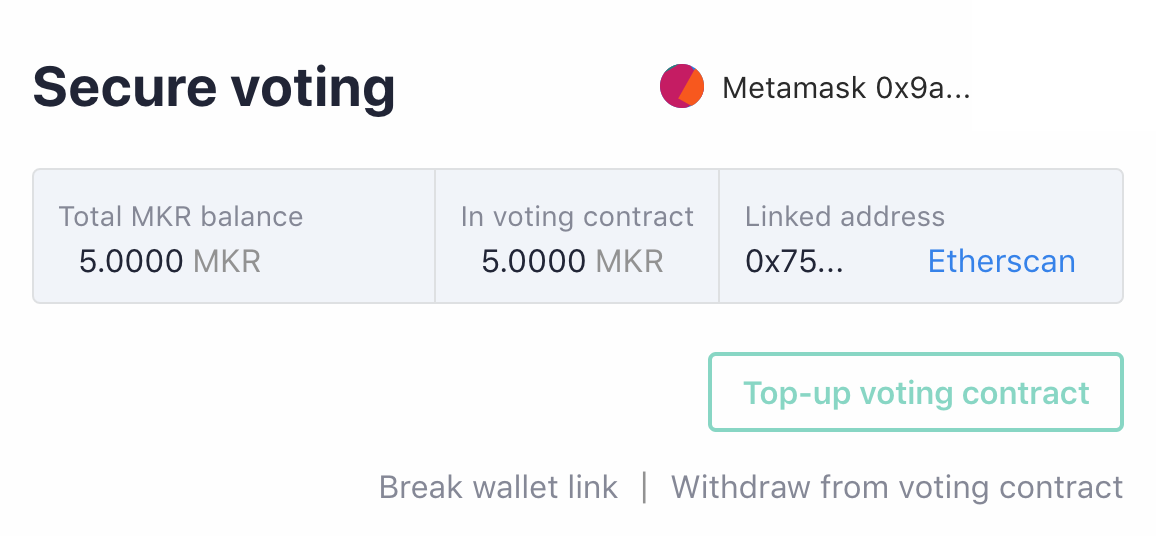 Secure voting
Metamask 0x9a...
Total MKR balance
5.0000 MKR
In voting contract
5.0000 MKR
Linked address
0x75... Etherscan
Top-up voting contract
Break wallet link | Withdraw from voting contract